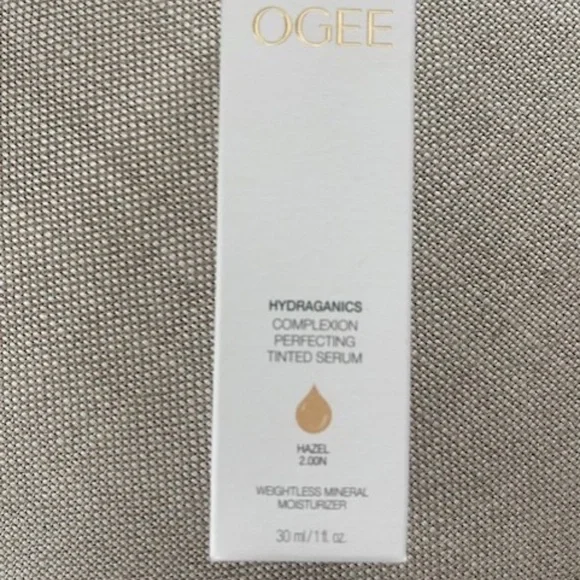 OGEE
HYDRAGANICS
COMPLEXION
PERFECTING
TINTED SERUM
HAZEL
2.00N
WEIGHTLESS MINERAL
MOISTURIZER
30 ml/1 fl. oz.